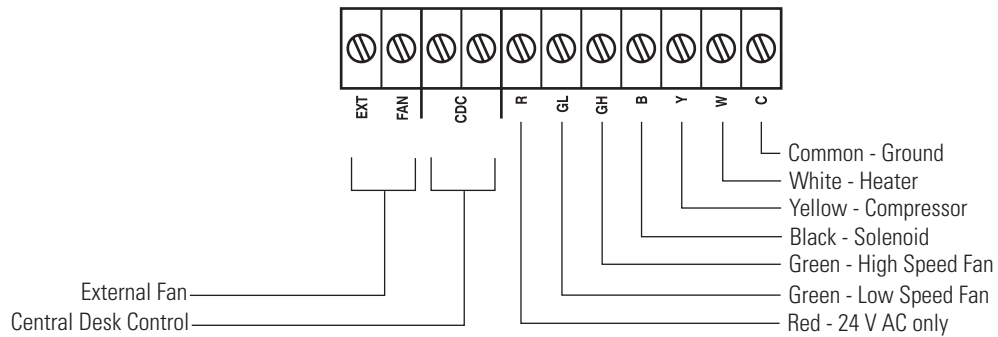 EXT
FAN
CDC
R
GL
GH
B
Y
W
C
Common - Ground
White - Heater
Yellow - Compressor
Black - Solenoid
Green - High Speed Fan
External Fan
Green - Low Speed Fan
Central Desk Control
Red - 24 V AC only